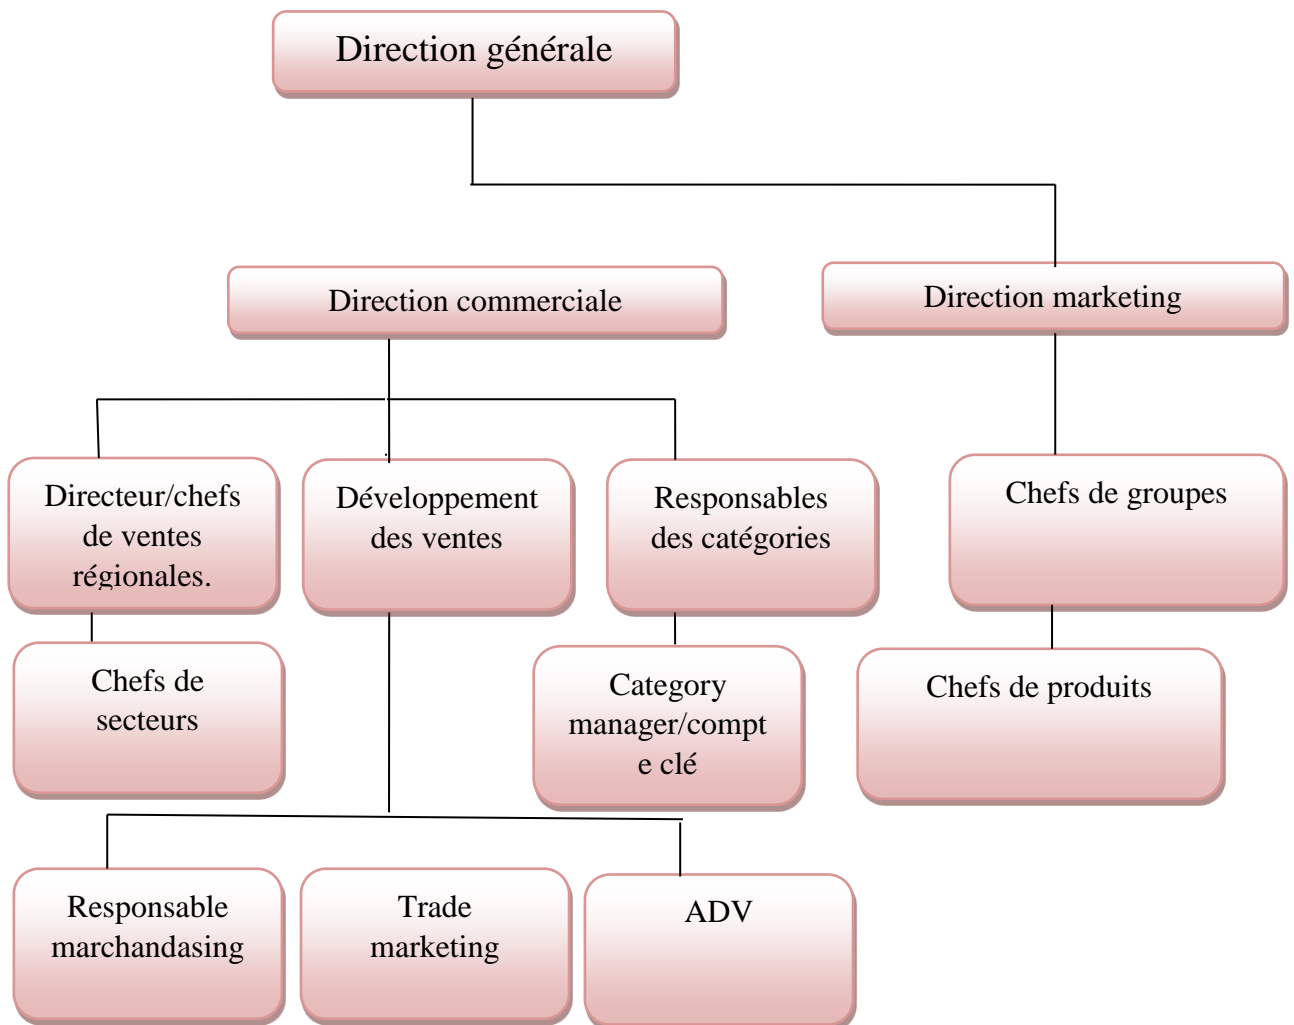 Direction générale
Direction commerciale
Direction marketing
Directeur/chefs
de ventes
régionales.
Développement
des ventes
Responsables
des catégories
Chefs de groupes
Chefs de
secteurs
Category
manager/compt
e clé
Chefs de produits
Responsable
marchandasing
Trade
marketing
ADV